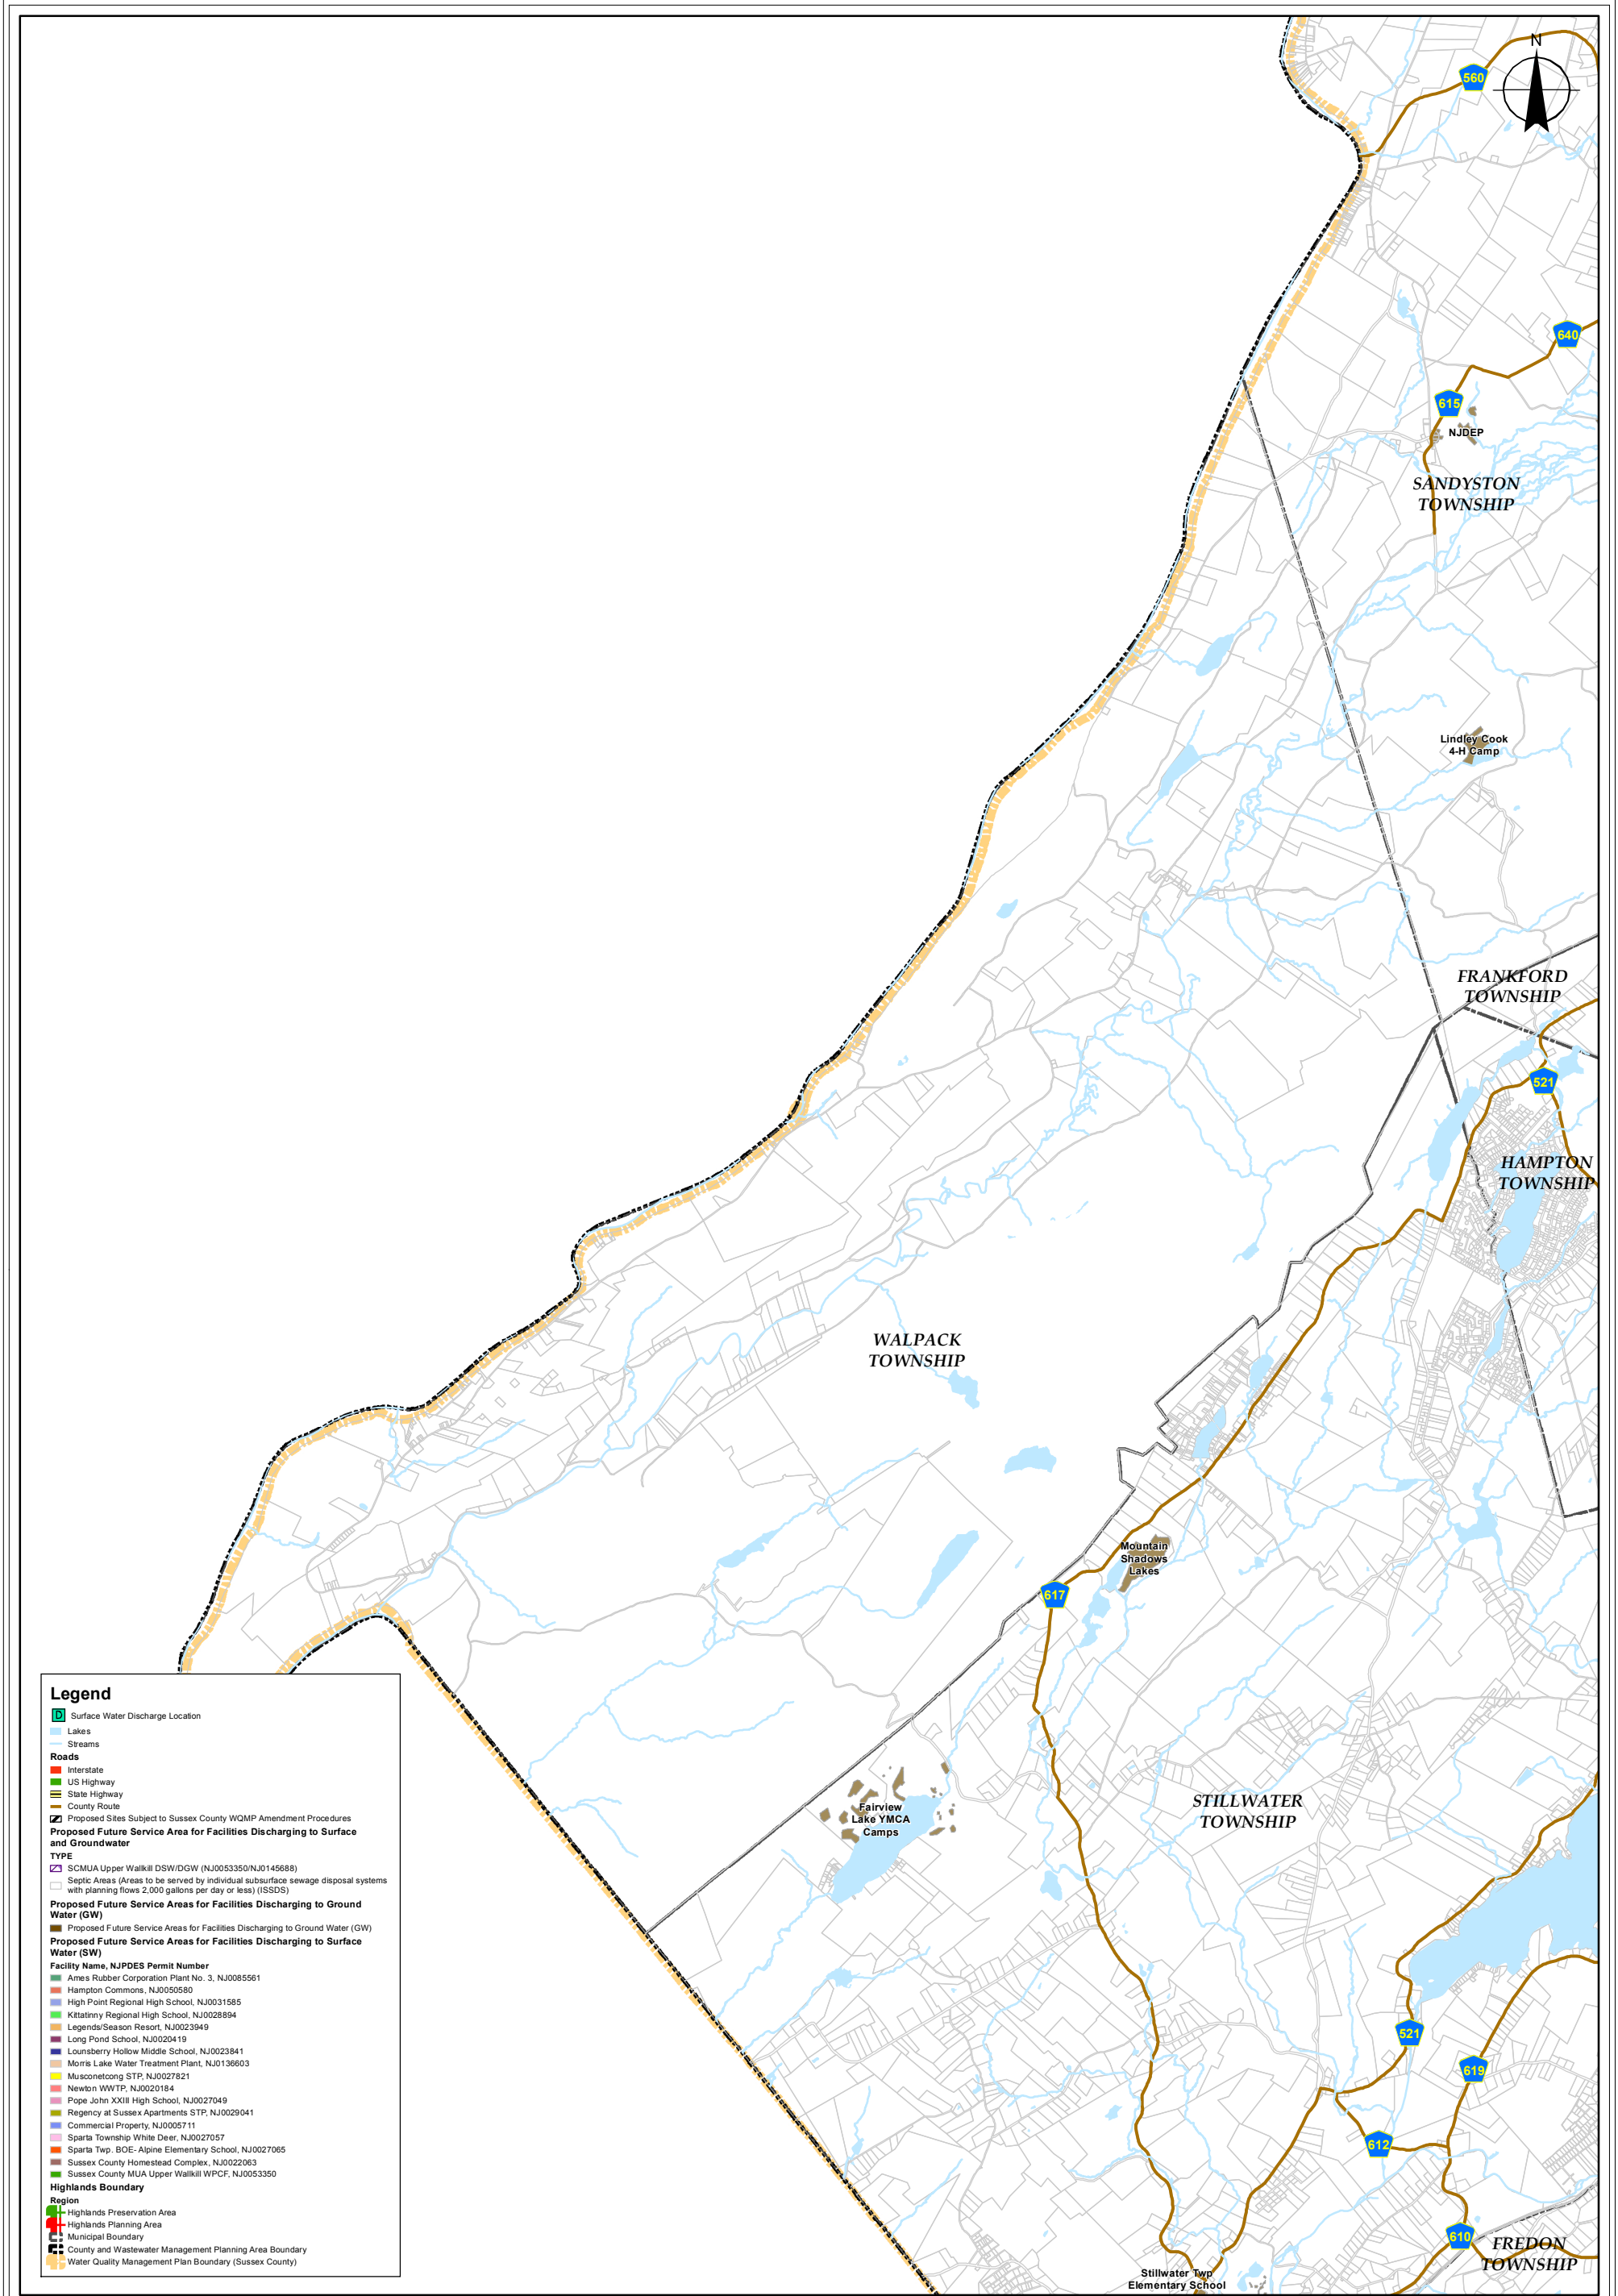 N
560
640
615
NJDEP
SANDYSTON
TOWNSHIP
Lindley Cook
4-H Camp
FRANKFORD
TOWNSHIP
521
HAMPTON
TOWNSHIP
WALPACK
TOWNSHIP
Mountain
Shadows
Lakes
617
Fairview
Lake YMCA
Camps
STILLWATER
TOWNSHIP
521
619
612
610
FREDON
TOWNSHIP
Stillwater Twp
Elementary School
Legend
D Surface Water Discharge Location
Lakes
Streams
Roads
Interstate
US Highway
State Highway
County Route
Proposed Sites Subject to Sussex County WQMP Amendment Procedures
Proposed Future Service Area for Facilities Discharging to Surface
and Groundwater
TYPE
SCMUA Upper Wallkill DSW/DGW (NJ0053350/NJ0145688)
Septic Areas (Areas to be served by individual subsurface sewage disposal systems
with planning flows 2,000 gallons per day or less) (ISSDS)
Proposed Future Service Areas for Facilities Discharging to Ground
Water (GW)
Proposed Future Service Areas for Facilities Discharging to Ground Water (GW)
Proposed Future Service Areas for Facilities Discharging to Surface
Water (SW)
Facility Name, NJPDES Permit Number
Ames Rubber Corporation Plant No. 3, NJ0085561
Hampton Commons, NJ0050580
High Point Regional High School, NJ0031585
Kittatinny Regional High School, NJ0028894
Legends/Season Resort, NJ0023949
Long Pond School, NJ0020419
Lounsberry Hollow Middle School, NJ0023841
Morris Lake Water Treatment Plant, NJ0136603
Musconetcong STP, NJ0027821
Newton WWTP, NJ0020184
Pope John XXIII High School, NJ0027049
Regency at Sussex Apartments STP, NJ0029041
Commercial Property, NJ0005711
Sparta Township White Deer, NJ0027057
Sparta Twp. BOE- Alpine Elementary School, NJ0027065
Sussex County Homestead Complex, NJ0022063
Sussex County MUA Upper Wallkill WPCF, NJ0053350
Highlands Boundary
Region
Highlands Preservation Area
Highlands Planning Area
Municipal Boundary
County and Wastewater Management Planning Area Boundary
Water Quality Management Plan Boundary (Sussex County)